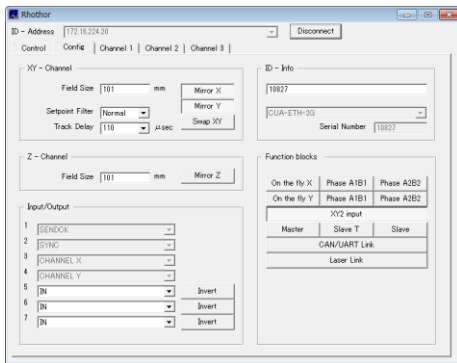 Rhothor
ID - Address 172.16.224.20 Disconnect
Control Config Channel 1 Channel 2 Channel 3
XY - Channel
Field Size 101 mm Mirror X
Mirror Y
Setpoint Filter Normal Swap XY
Track Delay 110 μsec
Z - Channel
Field Size 101 mm Mirror Z
Input/Output
1 SENDCK
2 SYNC
3 CHANNEL X
4 CHANNEL Y
5 IN Invert
6 IN Invert
7 IN Invert
ID - Info
10827
CUA-ETH-2G
Serial Number 10827
Function blocks
On the fly X Phase A1B1 Phase A2B2
On the fly Y Phase A1B1 Phase A2B2
XY2 input
Master Slave T Slave
CAN/UART Link
Laser Link